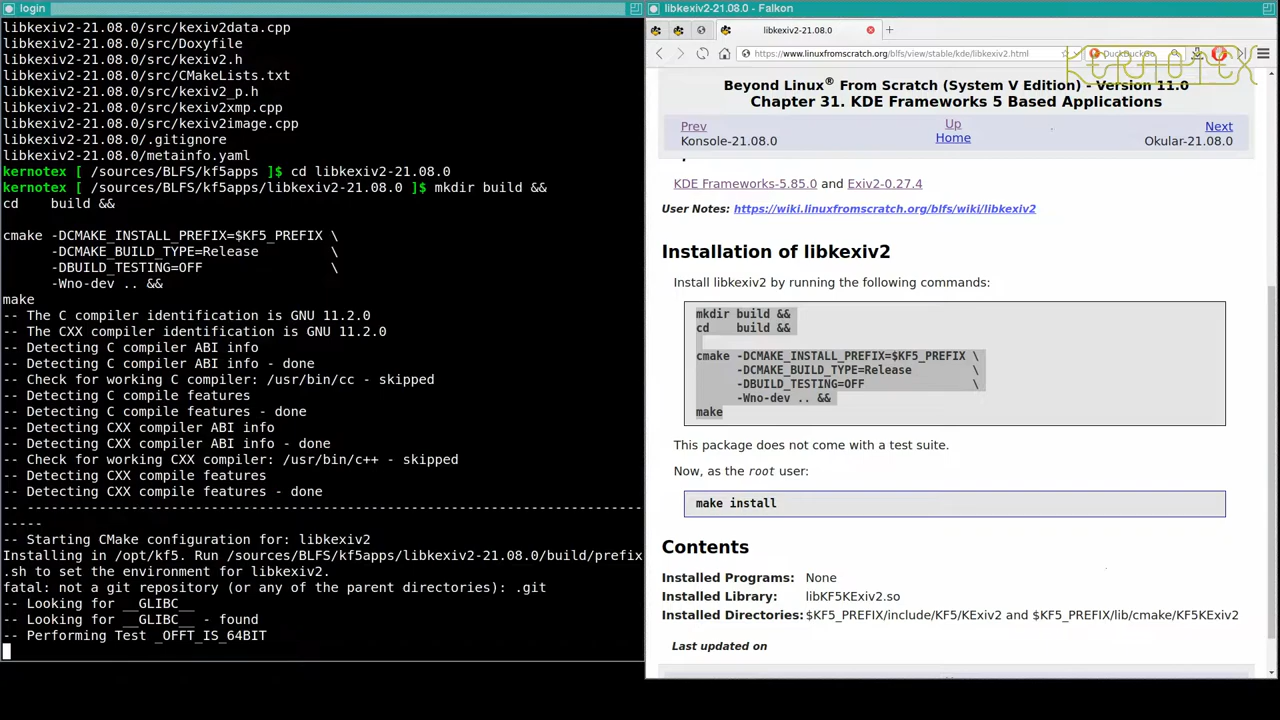 login
libkexiv2-21.08.0/src/kexiv2data.cpp
libkexiv2-21.08.0/src/Doxyfile
libkexiv2-21.08.0/src/kexiv2.h
libkexiv2-21.08.0/src/CMakeLists.txt
libkexiv2-21.08.0/src/kexiv2_p.h
libkexiv2-21.08.0/src/kexiv2xmp.cpp
libkexiv2-21.08.0/src/kexiv2image.cpp
libkexiv2-21.08.0/.gitignore
libkexiv2-21.08.0/metainfo.yaml
kernotex [ /sources/BLFS/kf5apps ]$ cd libkexiv2-21.08.0
kernotex [ /sources/BLFS/kf5apps/libkexiv2-21.08.0 ]$ mkdir build &&
cd    build &&
cmake -DCMAKE_INSTALL_PREFIX=$KF5_PREFIX \
      -DCMAKE_BUILD_TYPE=Release         \
      -DBUILD_TESTING=OFF                \
      -Wno-dev .. &&
make
-- The C compiler identification is GNU 11.2.0
-- The CXX compiler identification is GNU 11.2.0
-- Detecting C compiler ABI info
-- Detecting C compiler ABI info - done
-- Check for working C compiler: /usr/bin/cc - skipped
-- Detecting C compile features
-- Detecting C compile features - done
-- Detecting CXX compiler ABI info
-- Detecting CXX compiler ABI info - done
-- Check for working CXX compiler: /usr/bin/c++ - skipped
-- Detecting CXX compile features
-- Detecting CXX compile features - done
-- -----------------------------------------------------------------------------
-----
-- Starting CMake configuration for: libkexiv2
Installing in /opt/kf5. Run /sources/BLFS/kf5apps/libkexiv2-21.08.0/build/prefix
.sh to set the environment for libkexiv2.
fatal: not a git repository (or any of the parent directories): .git
-- Looking for __GLIBC__
-- Looking for __GLIBC__ - found
-- Performing Test _OFFT_IS_64BIT
libkexiv2-21.08.0 - Falkon
libkexiv2-21.08.0
https://www.linuxfromscratch.org/blfs/view/stable/kde/libkexiv2.html
DuckDuckGo
KERNOTEX
Beyond Linux® From Scratch (System V Edition) - Version 11.0
Chapter 31. KDE Frameworks 5 Based Applications
Prev
Konsole-21.08.0
Up
Home
Next
Okular-21.08.0
KDE Frameworks-5.85.0 and Exiv2-0.27.4
User Notes: https://wiki.linuxfromscratch.org/blfs/wiki/libkexiv2
Installation of libkexiv2
Install libkexiv2 by running the following commands:
mkdir build &&
cd    build &&
cmake -DCMAKE_INSTALL_PREFIX=$KF5_PREFIX \
      -DCMAKE_BUILD_TYPE=Release         \
      -DBUILD_TESTING=OFF                \
      -Wno-dev .. &&
make
This package does not come with a test suite.
Now, as the root user:
make install
Contents
Installed Programs: None
Installed Library: libKF5KExiv2.so
Installed Directories: $KF5_PREFIX/include/KF5/KExiv2 and $KF5_PREFIX/lib/cmake/KF5KExiv2
Last updated on